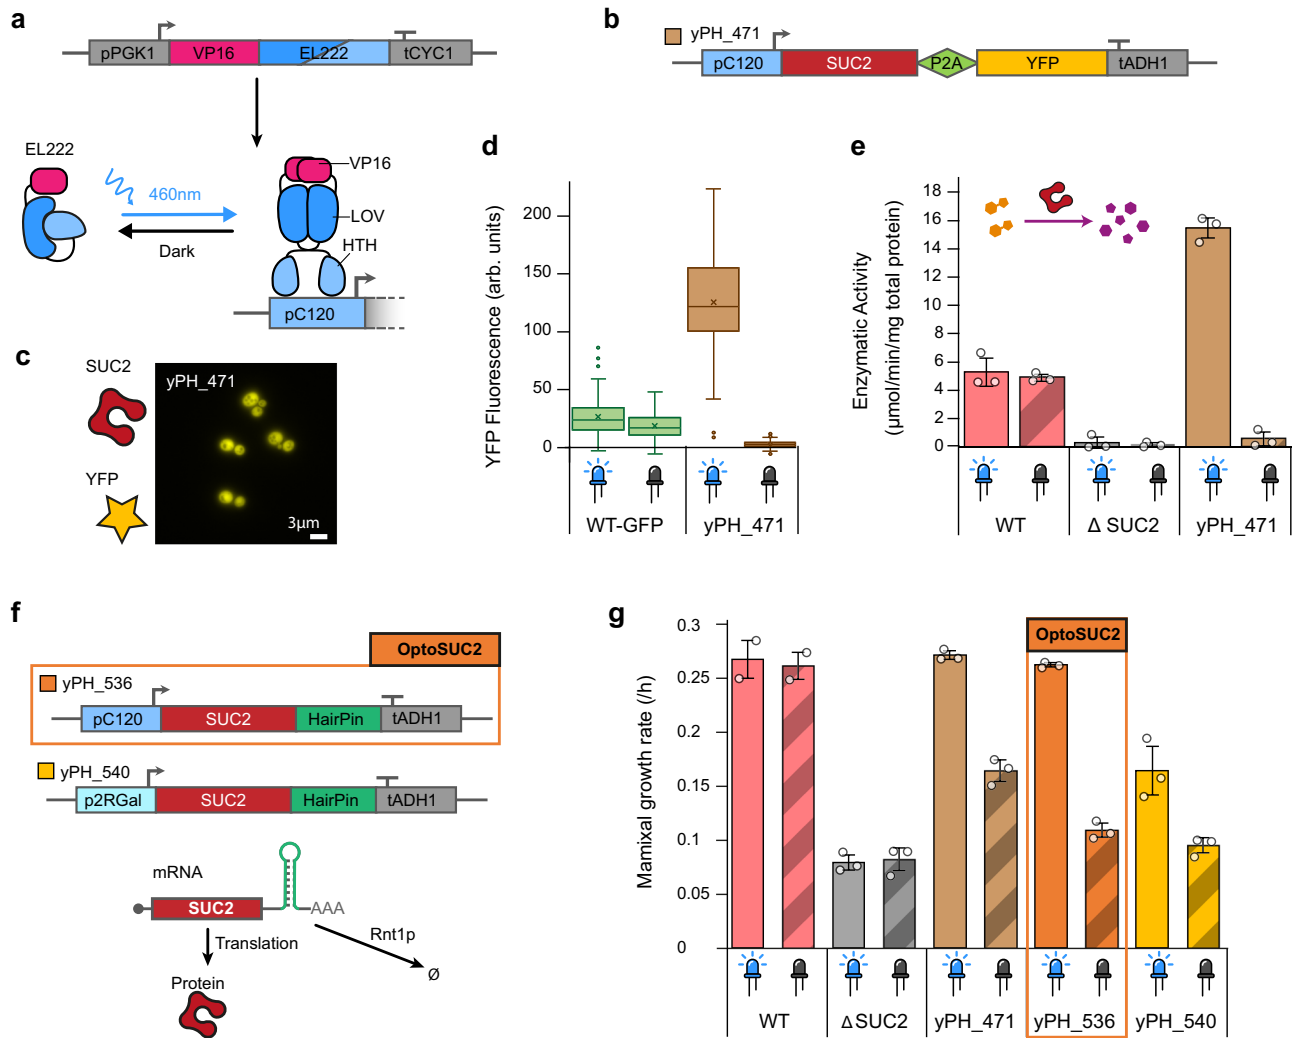 a
pPGK1 VP16 EL222 tCYC1
EL222
460nm
Dark
VP16
LOV
HTH
pC120
b
yPH_471
pC120 SUC2 P2A YFP tADH1
c
SUC2
YFP
yPH_471
3μm
d
YFP Fluorescence (arb. units)
200
150
100
50
0
WT-GFP yPH_471
e
Enzymatic Activity
(μmol/min/mg total protein)
18
16
14
12
10
8
6
4
2
0
WT Δ SUC2 yPH_471
f
OptoSUC2
yPH_536
pC120 SUC2 HairPin tADH1
yPH_540
p2RGal SUC2 HairPin tADH1
mRNA
SUC2 AAA
Translation
Rnt1p
Ø
Protein
g
Mamixal growth rate (/h)
0.3
0.25
0.2
0.15
0.1
0.05
0
OptoSUC2
WT ΔSUC2 yPH_471 yPH_536 yPH_540